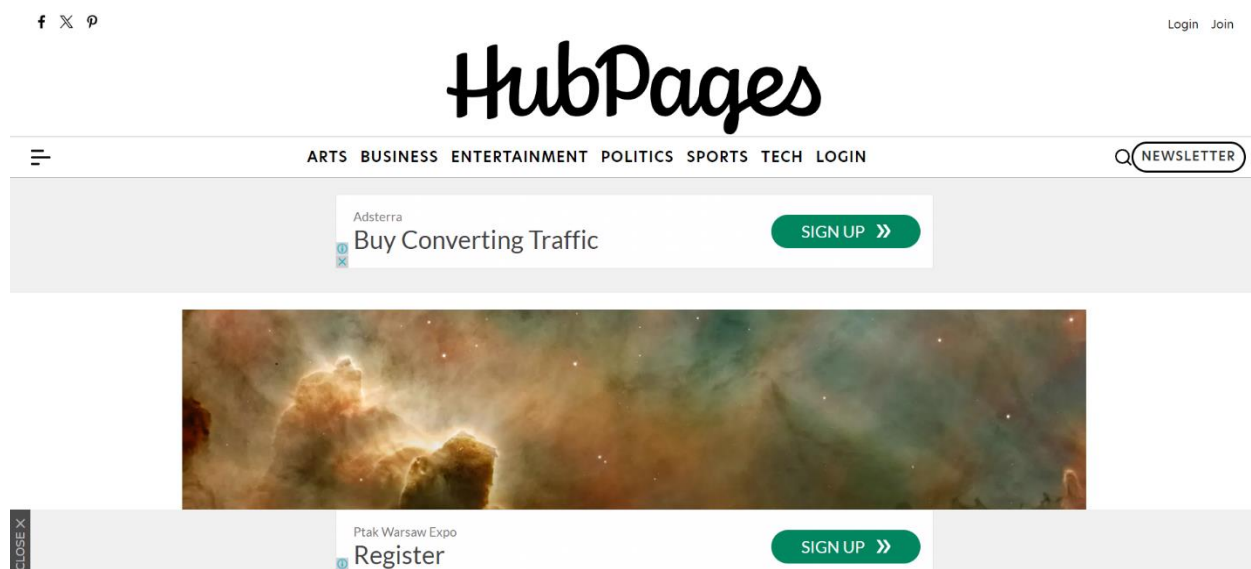 Login Join
HubPages
ARTS BUSINESS ENTERTAINMENT POLITICS SPORTS TECH LOGIN
NEWSLETTER
Adsterra
Buy Converting Traffic
SIGN UP
CLOSE X
Ptak Warsaw Expo
Register
SIGN UP